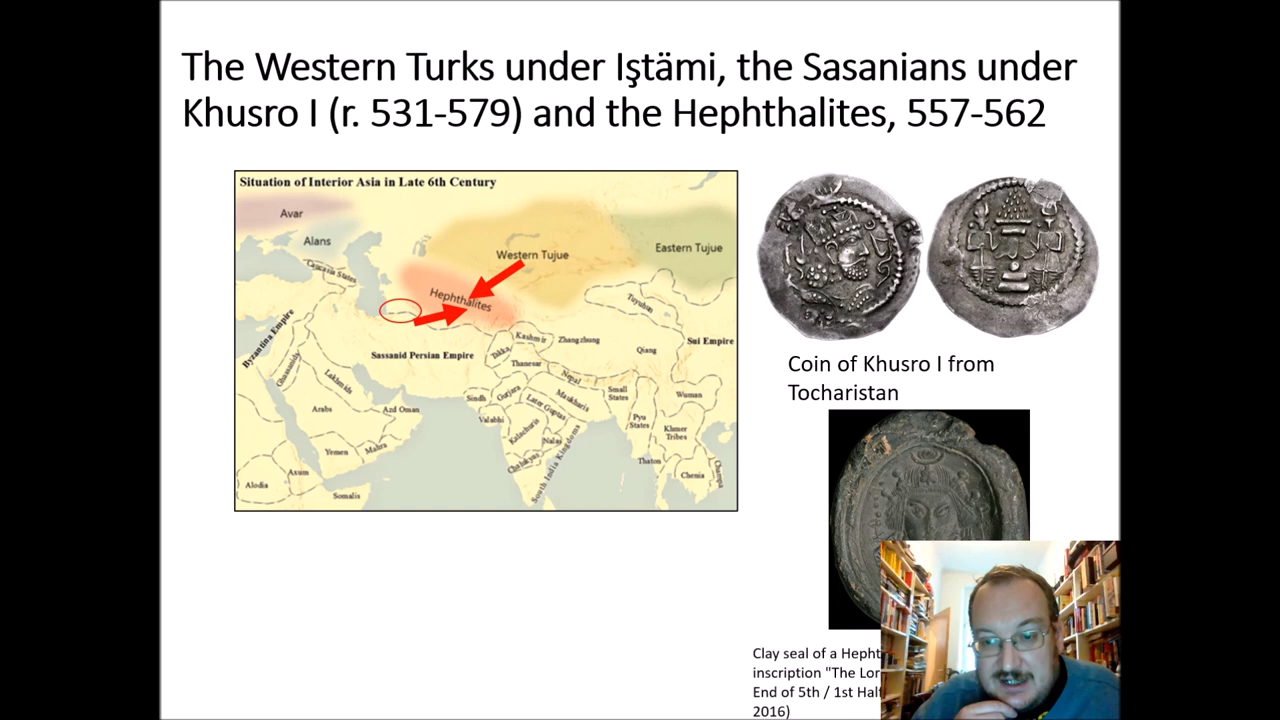 The Western Turks under Iştämi, the Sasanians under
Khusro I (r. 531-579) and the Hephthalites, 557-562
Situation of Interior Asia in Late 6th Century
Avar
Alans
Caucasia States
Western Tujue
Eastern Tujue
Hephthalites
Tuyuhun
Byzantina Empire
Ghassanids
Lakhmids
Sassanid Persian Empire
Kashmir
Takka
Zhangzhung
Qiang
Sui Empire
Thanesar
Nepal
Arabs
Azd Oman
Sindh
Gurjara
Maukharis
Later Guptas
Small
States
Wuman
Valabhi
Kalachuris
Nalas
Pyu
States
Khmer
Tribes
Yemen
Mahra
Chalukyas
South India Kingdoms
Thaton
Chenla
Champa
Alodia
Axum
Somalis
Coin of Khusro I from
Tocharistan
Clay seal of a Hepht
inscription "The Lor
End of 5th / 1st Half
2016)